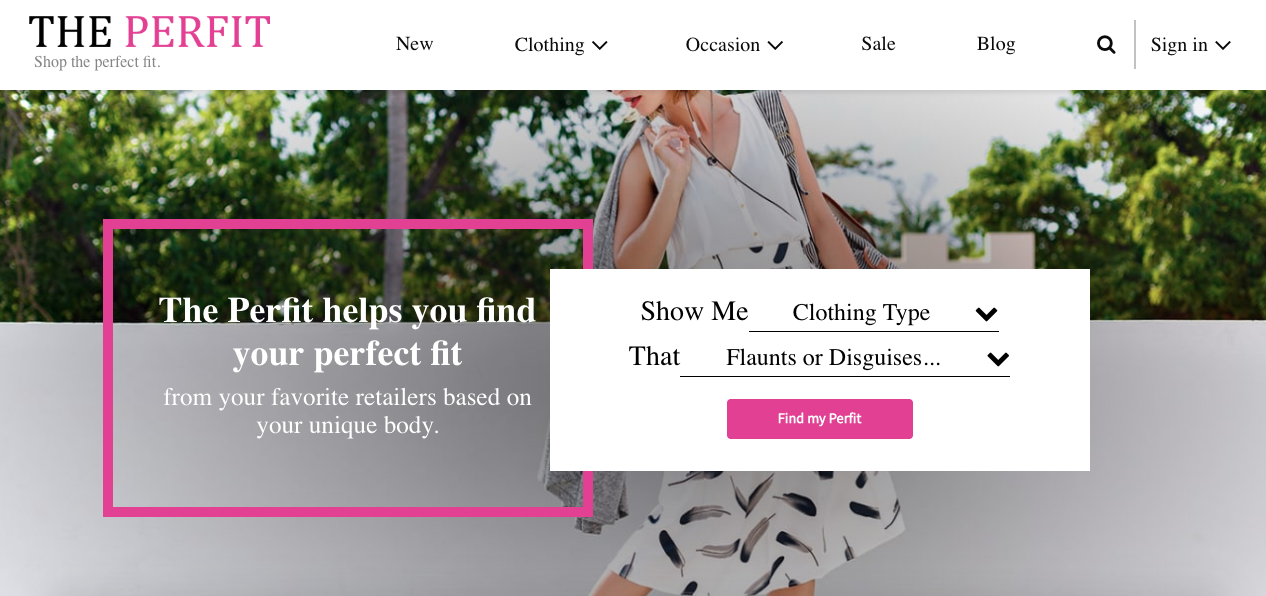 THE PERFIT
Shop the perfect fit.
New
Clothing
Occasion
Sale
Blog
Sign in
The Perfit helps you find
your perfect fit
from your favorite retailers based on
your unique body.
Show Me Clothing Type
That Flaunts or Disguises...
Find my Perfit